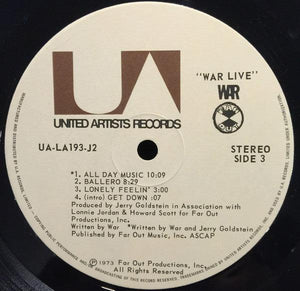 UA
"WAR LIVE"
WAR
UNITED ARTISTS RECORDS
UA-LA193-J2
STEREO
SIDE 3
*1. ALL DAY MUSIC 10:09
2. BALLERO 8:29
3. LONELY FEELIN' 3:00
4. (intro) GET DOWN :07
Produced by Jerry Goldstein in Association with
Lonnie Jordan & Howard Scott for Far Out
Productions, Inc.
Written by War *Written by War and Jerry Goldstein
Published by Far Out Music, Inc. ASCAP
℗ 1973 Far Out Productions, Inc.
All Rights Reserved.